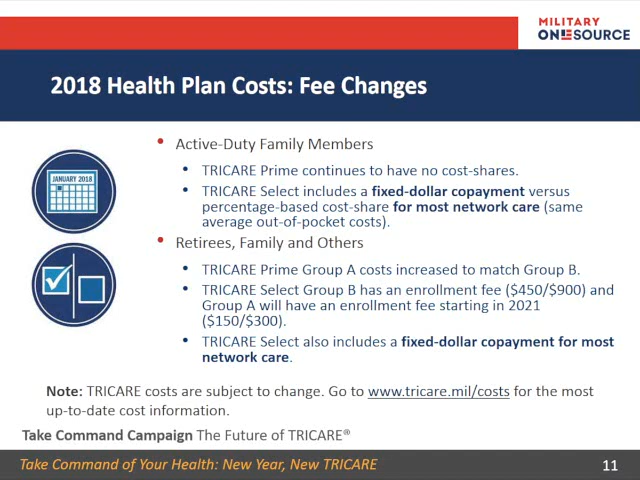 MILITARY
ONESOURCE
2018 Health Plan Costs: Fee Changes
JANUARY 2018
• Active-Duty Family Members
• TRICARE Prime continues to have no cost-shares.
• TRICARE Select includes a fixed-dollar copayment versus
percentage-based cost-share for most network care (same
average out-of-pocket costs).
• Retirees, Family and Others
• TRICARE Prime Group A costs increased to match Group B.
• TRICARE Select Group B has an enrollment fee ($450/$900) and
Group A will have an enrollment fee starting in 2021
($150/$300).
• TRICARE Select also includes a fixed-dollar copayment for most
network care.
Note: TRICARE costs are subject to change. Go to www.tricare.mil/costs for the most
up-to-date cost information.
Take Command Campaign The Future of TRICARE®
Take Command of Your Health: New Year, New TRICARE
11